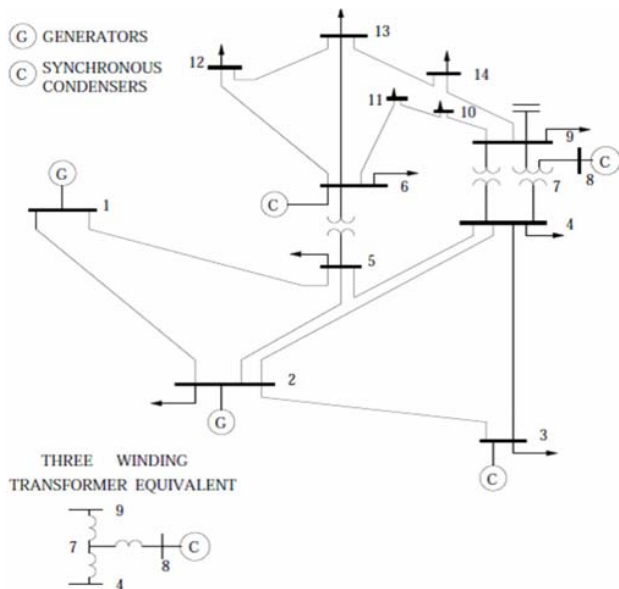 G GENERATORS
C SYNCHRONOUS
CONDENSERS
13
12
14
11
10
9
C
G
6
7
8
C
1
4
5
2
G
3
C
THREE WINDING
TRANSFORMER EQUIVALENT
9
7
C
8
4